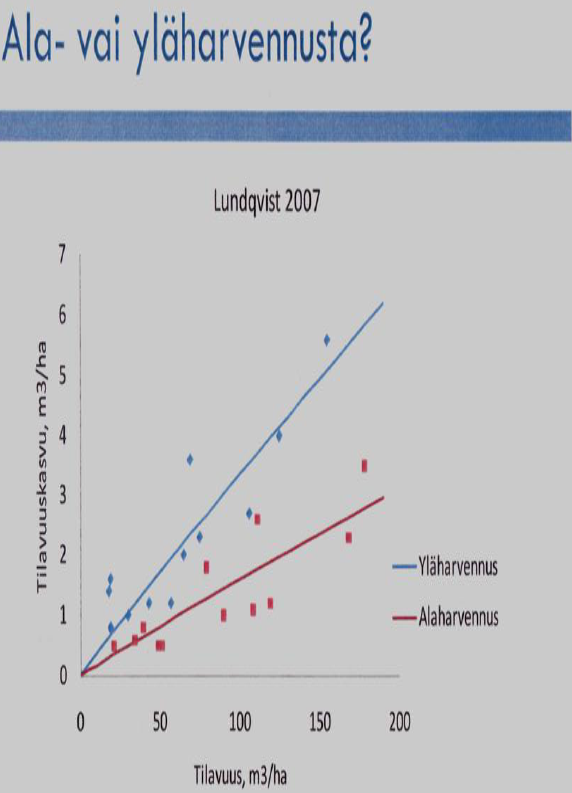 Ala- vai yläharvennusta?
Lundqvist 2007
Tilavuuskasvu, m3/ha
7
6
5
4
3
2
1
0
0 50 100 150 200
Tilavuus, m3/ha
Yläharvennus
Alaharvennus